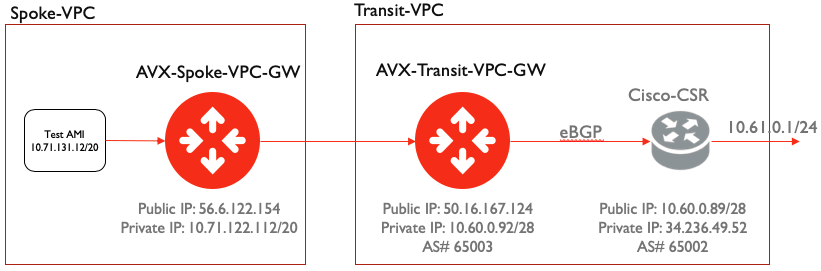 Spoke-VPC
Transit-VPC
AVX-Spoke-VPC-GW
AVX-Transit-VPC-GW
Cisco-CSR
Test AMI
10.71.131.12/20
eBGP
10.61.0.1/24
Public IP: 56.6.122.154
Private IP: 10.71.122.112/20
Public IP: 50.16.167.124
Private IP: 10.60.0.92/28
AS# 65003
Public IP: 10.60.0.89/28
Private IP: 34.236.49.52
AS# 65002